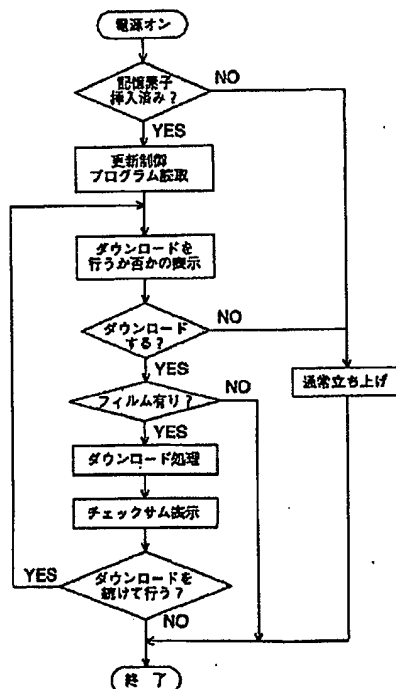 電源オン
記憶素子
挿入済み?
NO
YES
更新制御
プログラム読取
ダウンロードを
行うか否かの表示
ダウンロード
する?
NO
YES
通常立ち上げ
フィルム有り?
NO
YES
ダウンロード処理
チェックサム表示
ダウンロードを
続けて行う?
YES
NO
終 了